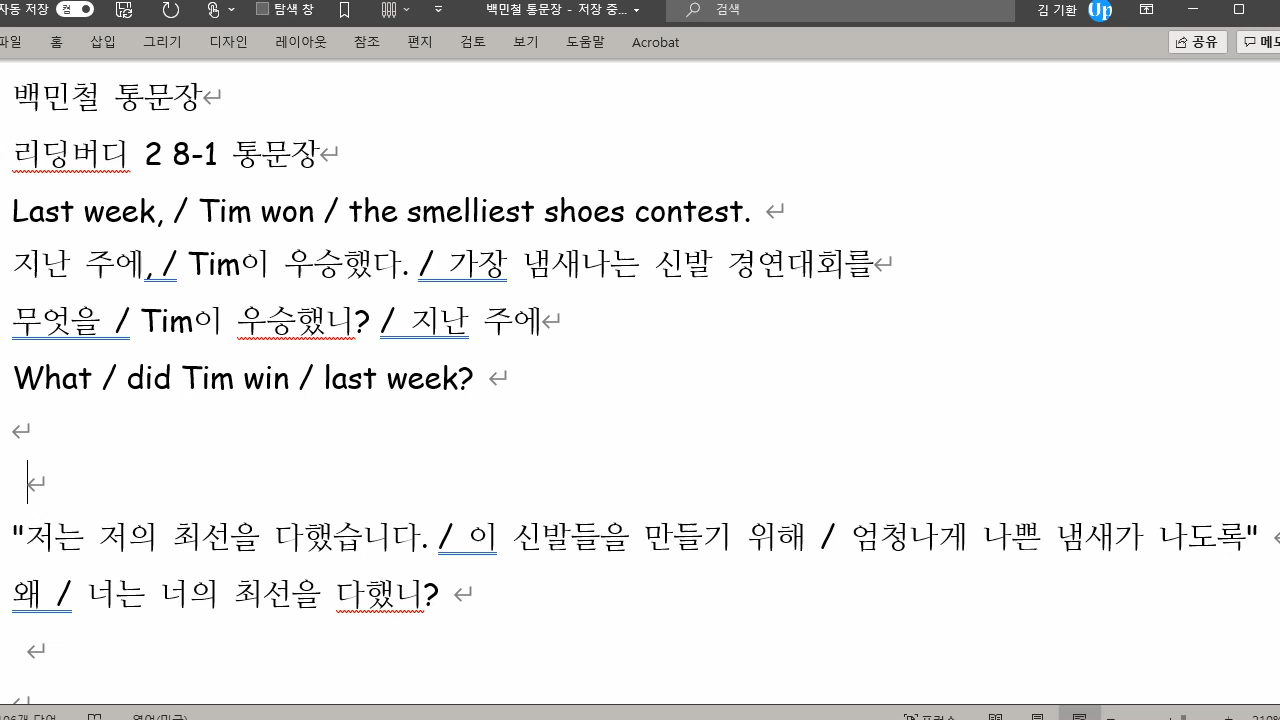 자동 저장 켬 탐색 창 백민철 통문장 - 저장 중... 검색 김 기환 Up
파일 홈 삽입 그리기 디자인 레이아웃 참조 편지 검토 보기 도움말 Acrobat 공유 메모
백민철 통문장
리딩버디 2 8-1 통문장
Last week, / Tim won / the smelliest shoes contest.
지난 주에, / Tim이 우승했다. / 가장 냄새나는 신발 경연대회를
무엇을 / Tim이 우승했니? / 지난 주에
What / did Tim win / last week?
"저는 저의 최선을 다했습니다. / 이 신발들을 만들기 위해 / 엄청나게 나쁜 냄새가 나도록"
왜 / 너는 너의 최선을 다했니?